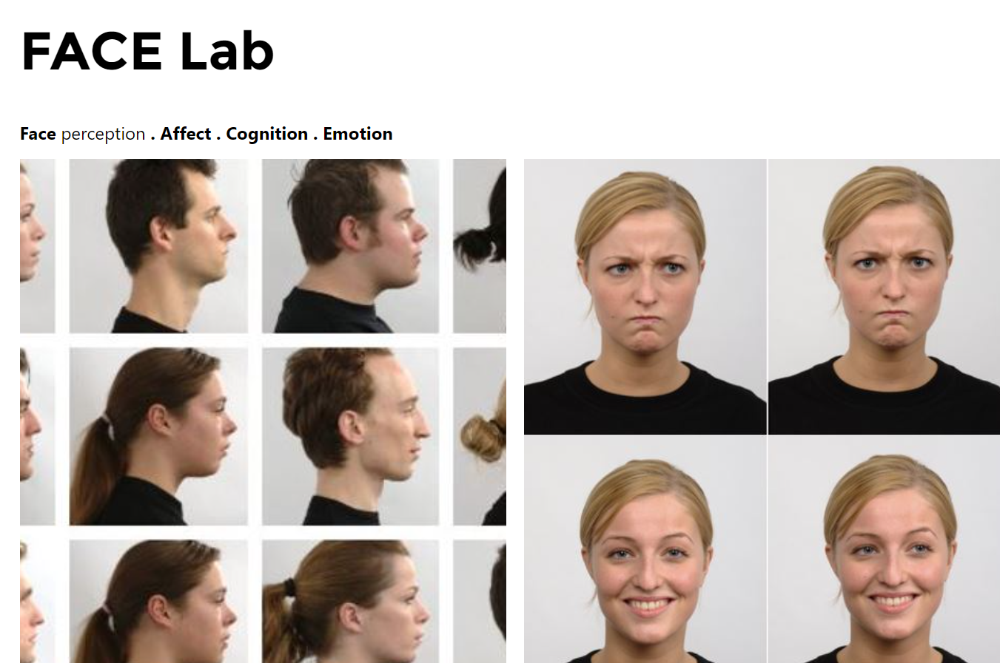 FACE Lab
Face perception . Affect . Cognition . Emotion